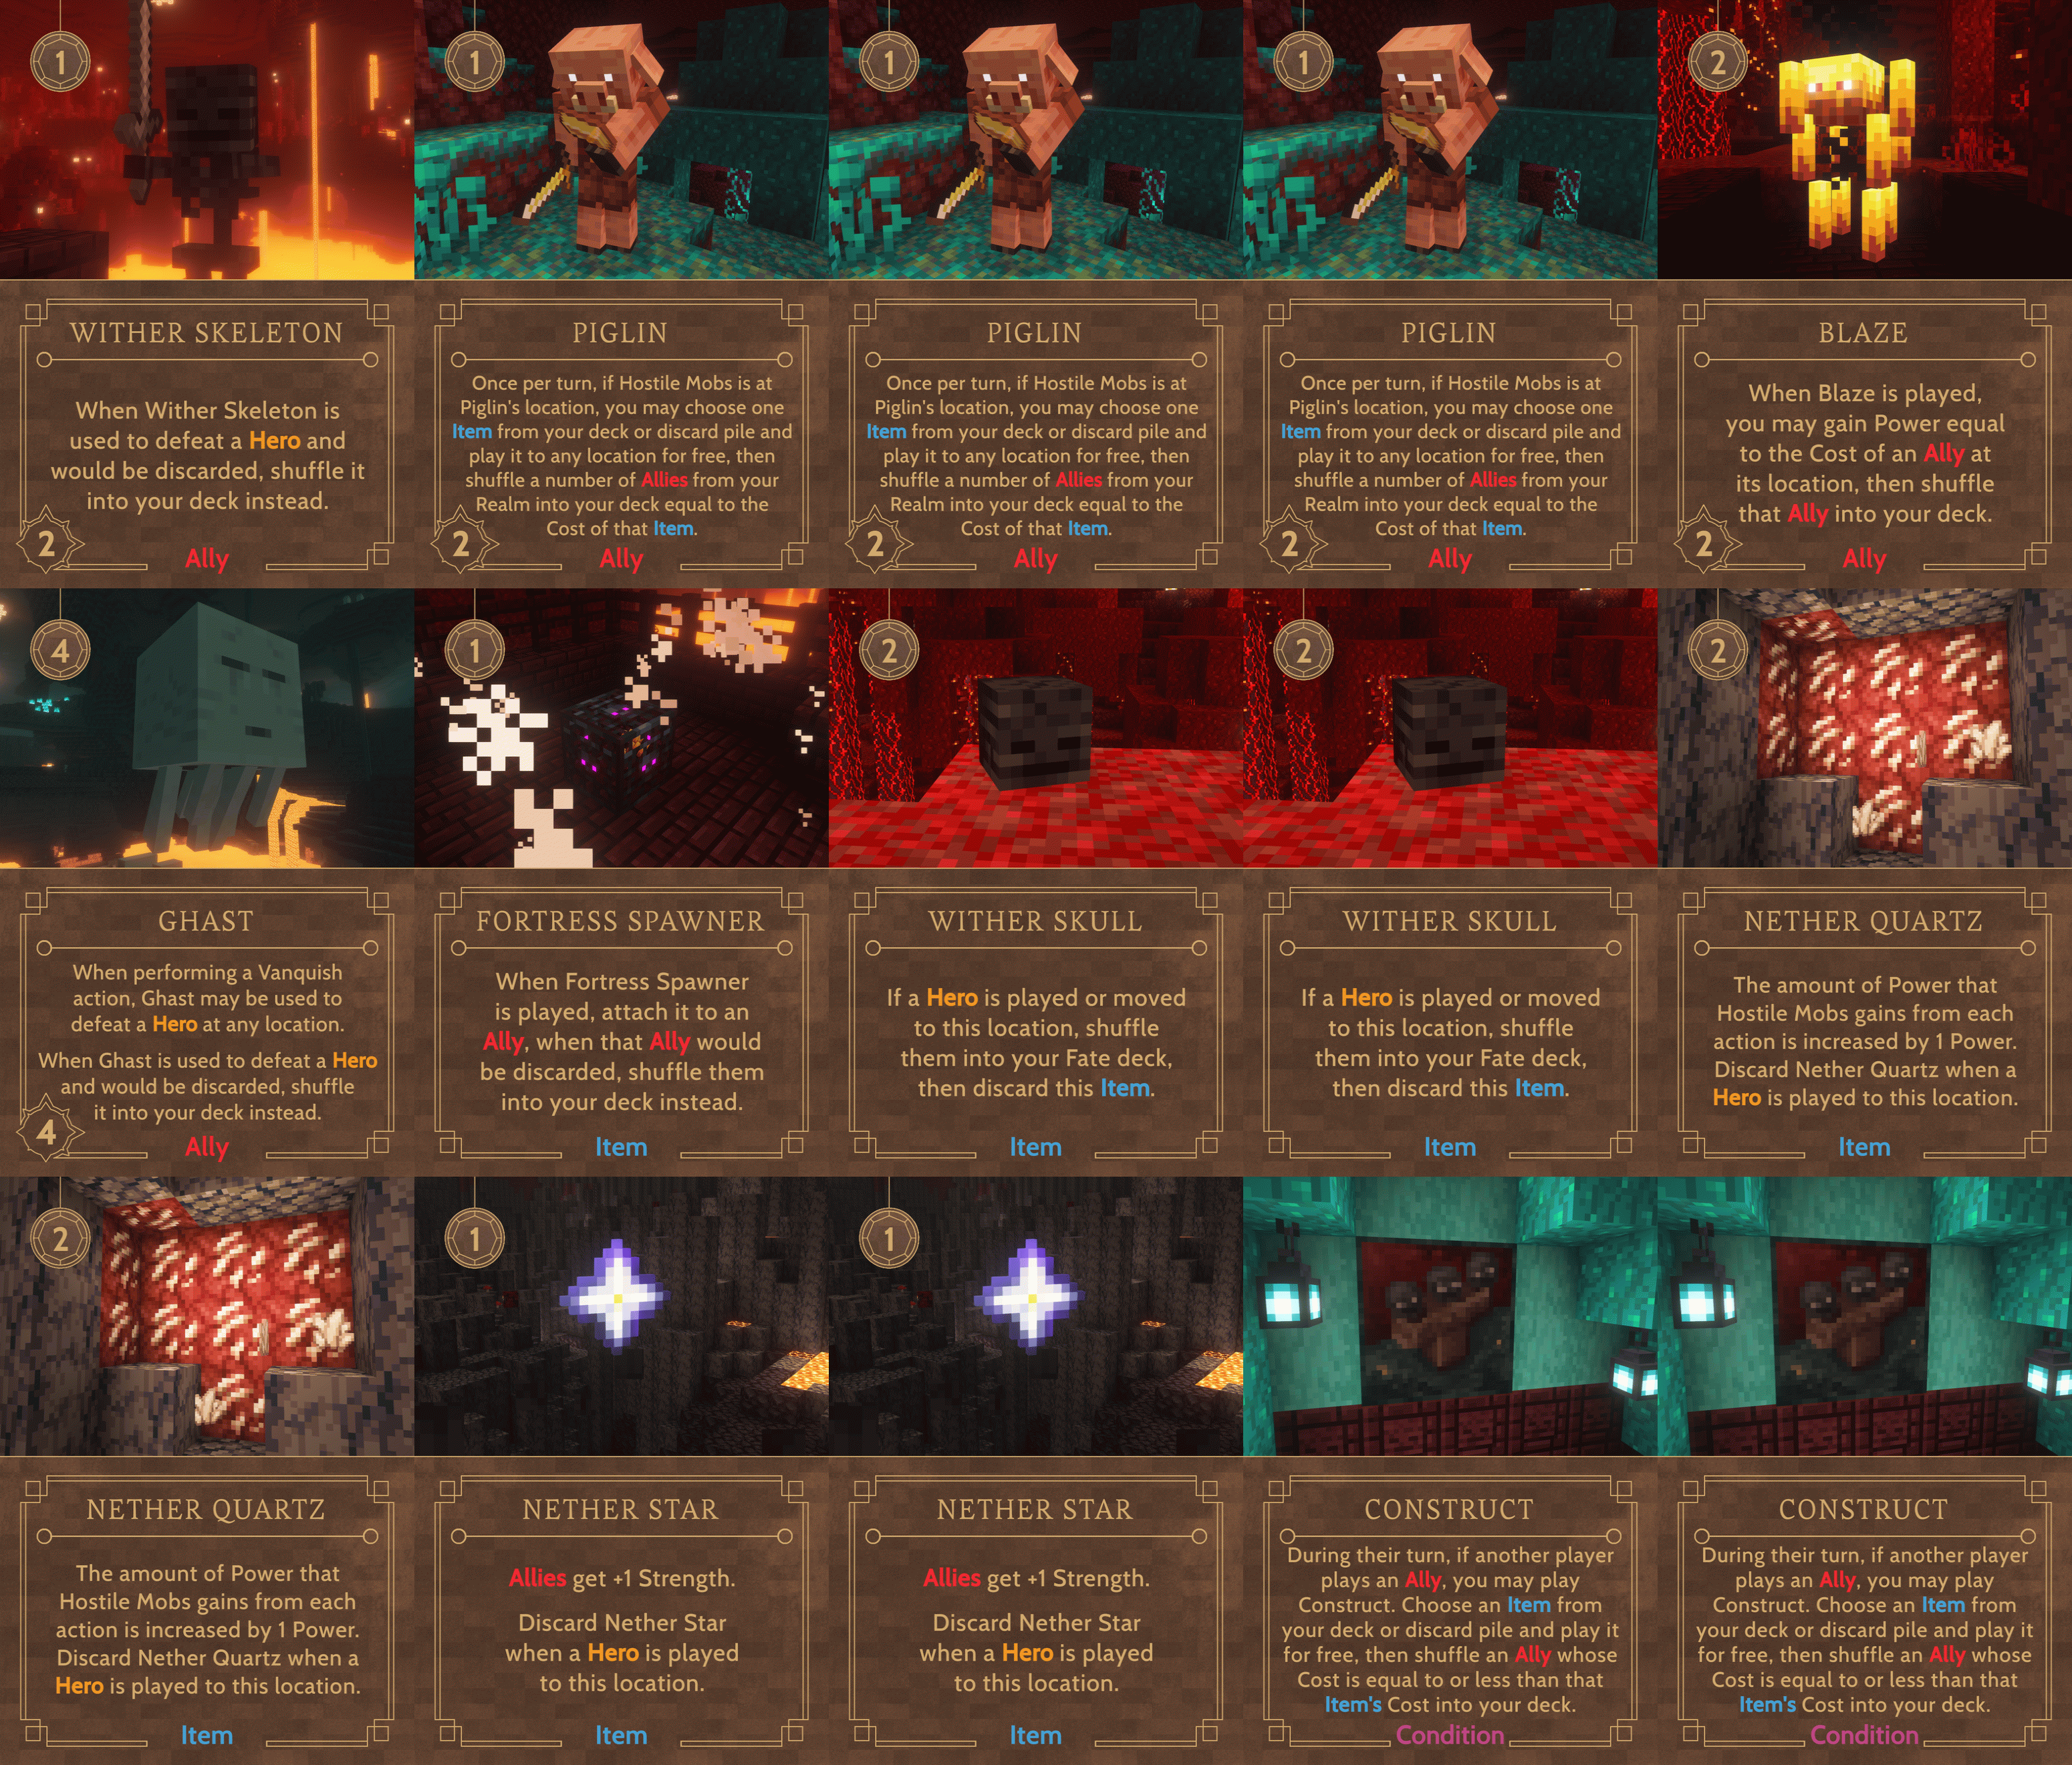 1
WITHER SKELETON
When Wither Skeleton is
used to defeat a Hero and
would be discarded, shuffle it
into your deck instead.
2
Ally
1
PIGLIN
Once per turn, if Hostile Mobs is at
Piglin's location, you may choose one
Item from your deck or discard pile and
play it to any location for free, then
shuffle a number of Allies from your
Realm into your deck equal to the
Cost of that Item.
2
Ally
1
PIGLIN
Once per turn, if Hostile Mobs is at
Piglin's location, you may choose one
Item from your deck or discard pile and
play it to any location for free, then
shuffle a number of Allies from your
Realm into your deck equal to the
Cost of that Item.
2
Ally
1
PIGLIN
Once per turn, if Hostile Mobs is at
Piglin's location, you may choose one
Item from your deck or discard pile and
play it to any location for free, then
shuffle a number of Allies from your
Realm into your deck equal to the
Cost of that Item.
2
Ally
2
BLAZE
When Blaze is played,
you may gain Power equal
to the Cost of an Ally at
its location, then shuffle
that Ally into your deck.
2
Ally
4
GHAST
When performing a Vanquish
action, Ghast may be used to
defeat a Hero at any location.
When Ghast is used to defeat a Hero
and would be discarded, shuffle
it into your deck instead.
4
Ally
1
FORTRESS SPAWNER
When Fortress Spawner
is played, attach it to an
Ally, when that Ally would
be discarded, shuffle them
into your deck instead.
Item
2
WITHER SKULL
If a Hero is played or moved
to this location, shuffle
them into your Fate deck,
then discard this Item.
Item
2
WITHER SKULL
If a Hero is played or moved
to this location, shuffle
them into your Fate deck,
then discard this Item.
Item
2
NETHER QUARTZ
The amount of Power that
Hostile Mobs gains from each
action is increased by 1 Power.
Discard Nether Quartz when a
Hero is played to this location.
Item
2
NETHER QUARTZ
The amount of Power that
Hostile Mobs gains from each
action is increased by 1 Power.
Discard Nether Quartz when a
Hero is played to this location.
Item
1
NETHER STAR
Allies get +1 Strength.
Discard Nether Star
when a Hero is played
to this location.
Item
1
NETHER STAR
Allies get +1 Strength.
Discard Nether Star
when a Hero is played
to this location.
Item
CONSTRUCT
During their turn, if another player
plays an Ally, you may play
Construct. Choose an Item from
your deck or discard pile and play it
for free, then shuffle an Ally whose
Cost is equal to or less than that
Item's Cost into your deck.
Condition
CONSTRUCT
During their turn, if another player
plays an Ally, you may play
Construct. Choose an Item from
your deck or discard pile and play it
for free, then shuffle an Ally whose
Cost is equal to or less than that
Item's Cost into your deck.
Condition